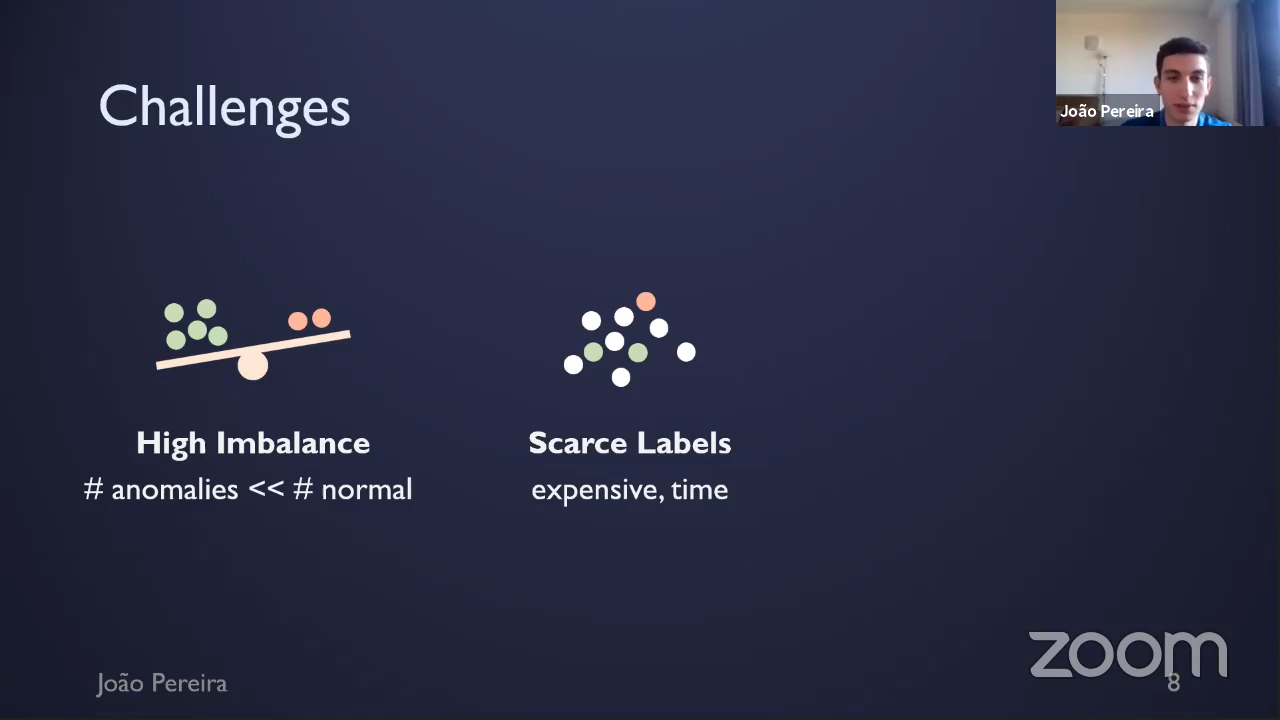 Challenges
João Pereira
High Imbalance
# anomalies << # normal
Scarce Labels
expensive, time
João Pereira
zoom
8